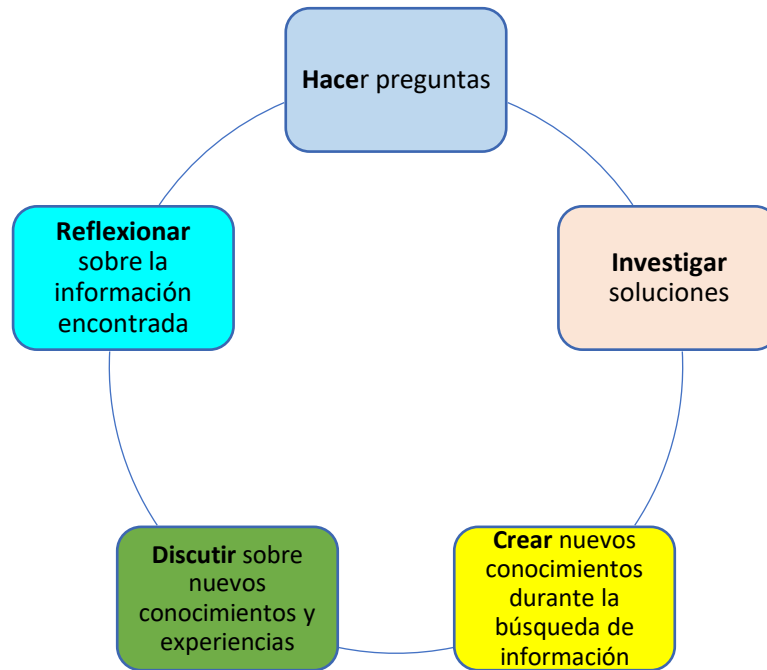 Hacer preguntas
Investigar
soluciones
Crear nuevos
conocimientos
durante la
búsqueda de
información
Discutir sobre
nuevos
conocimientos y
experiencias
Reflexionar
sobre la
información
encontrada